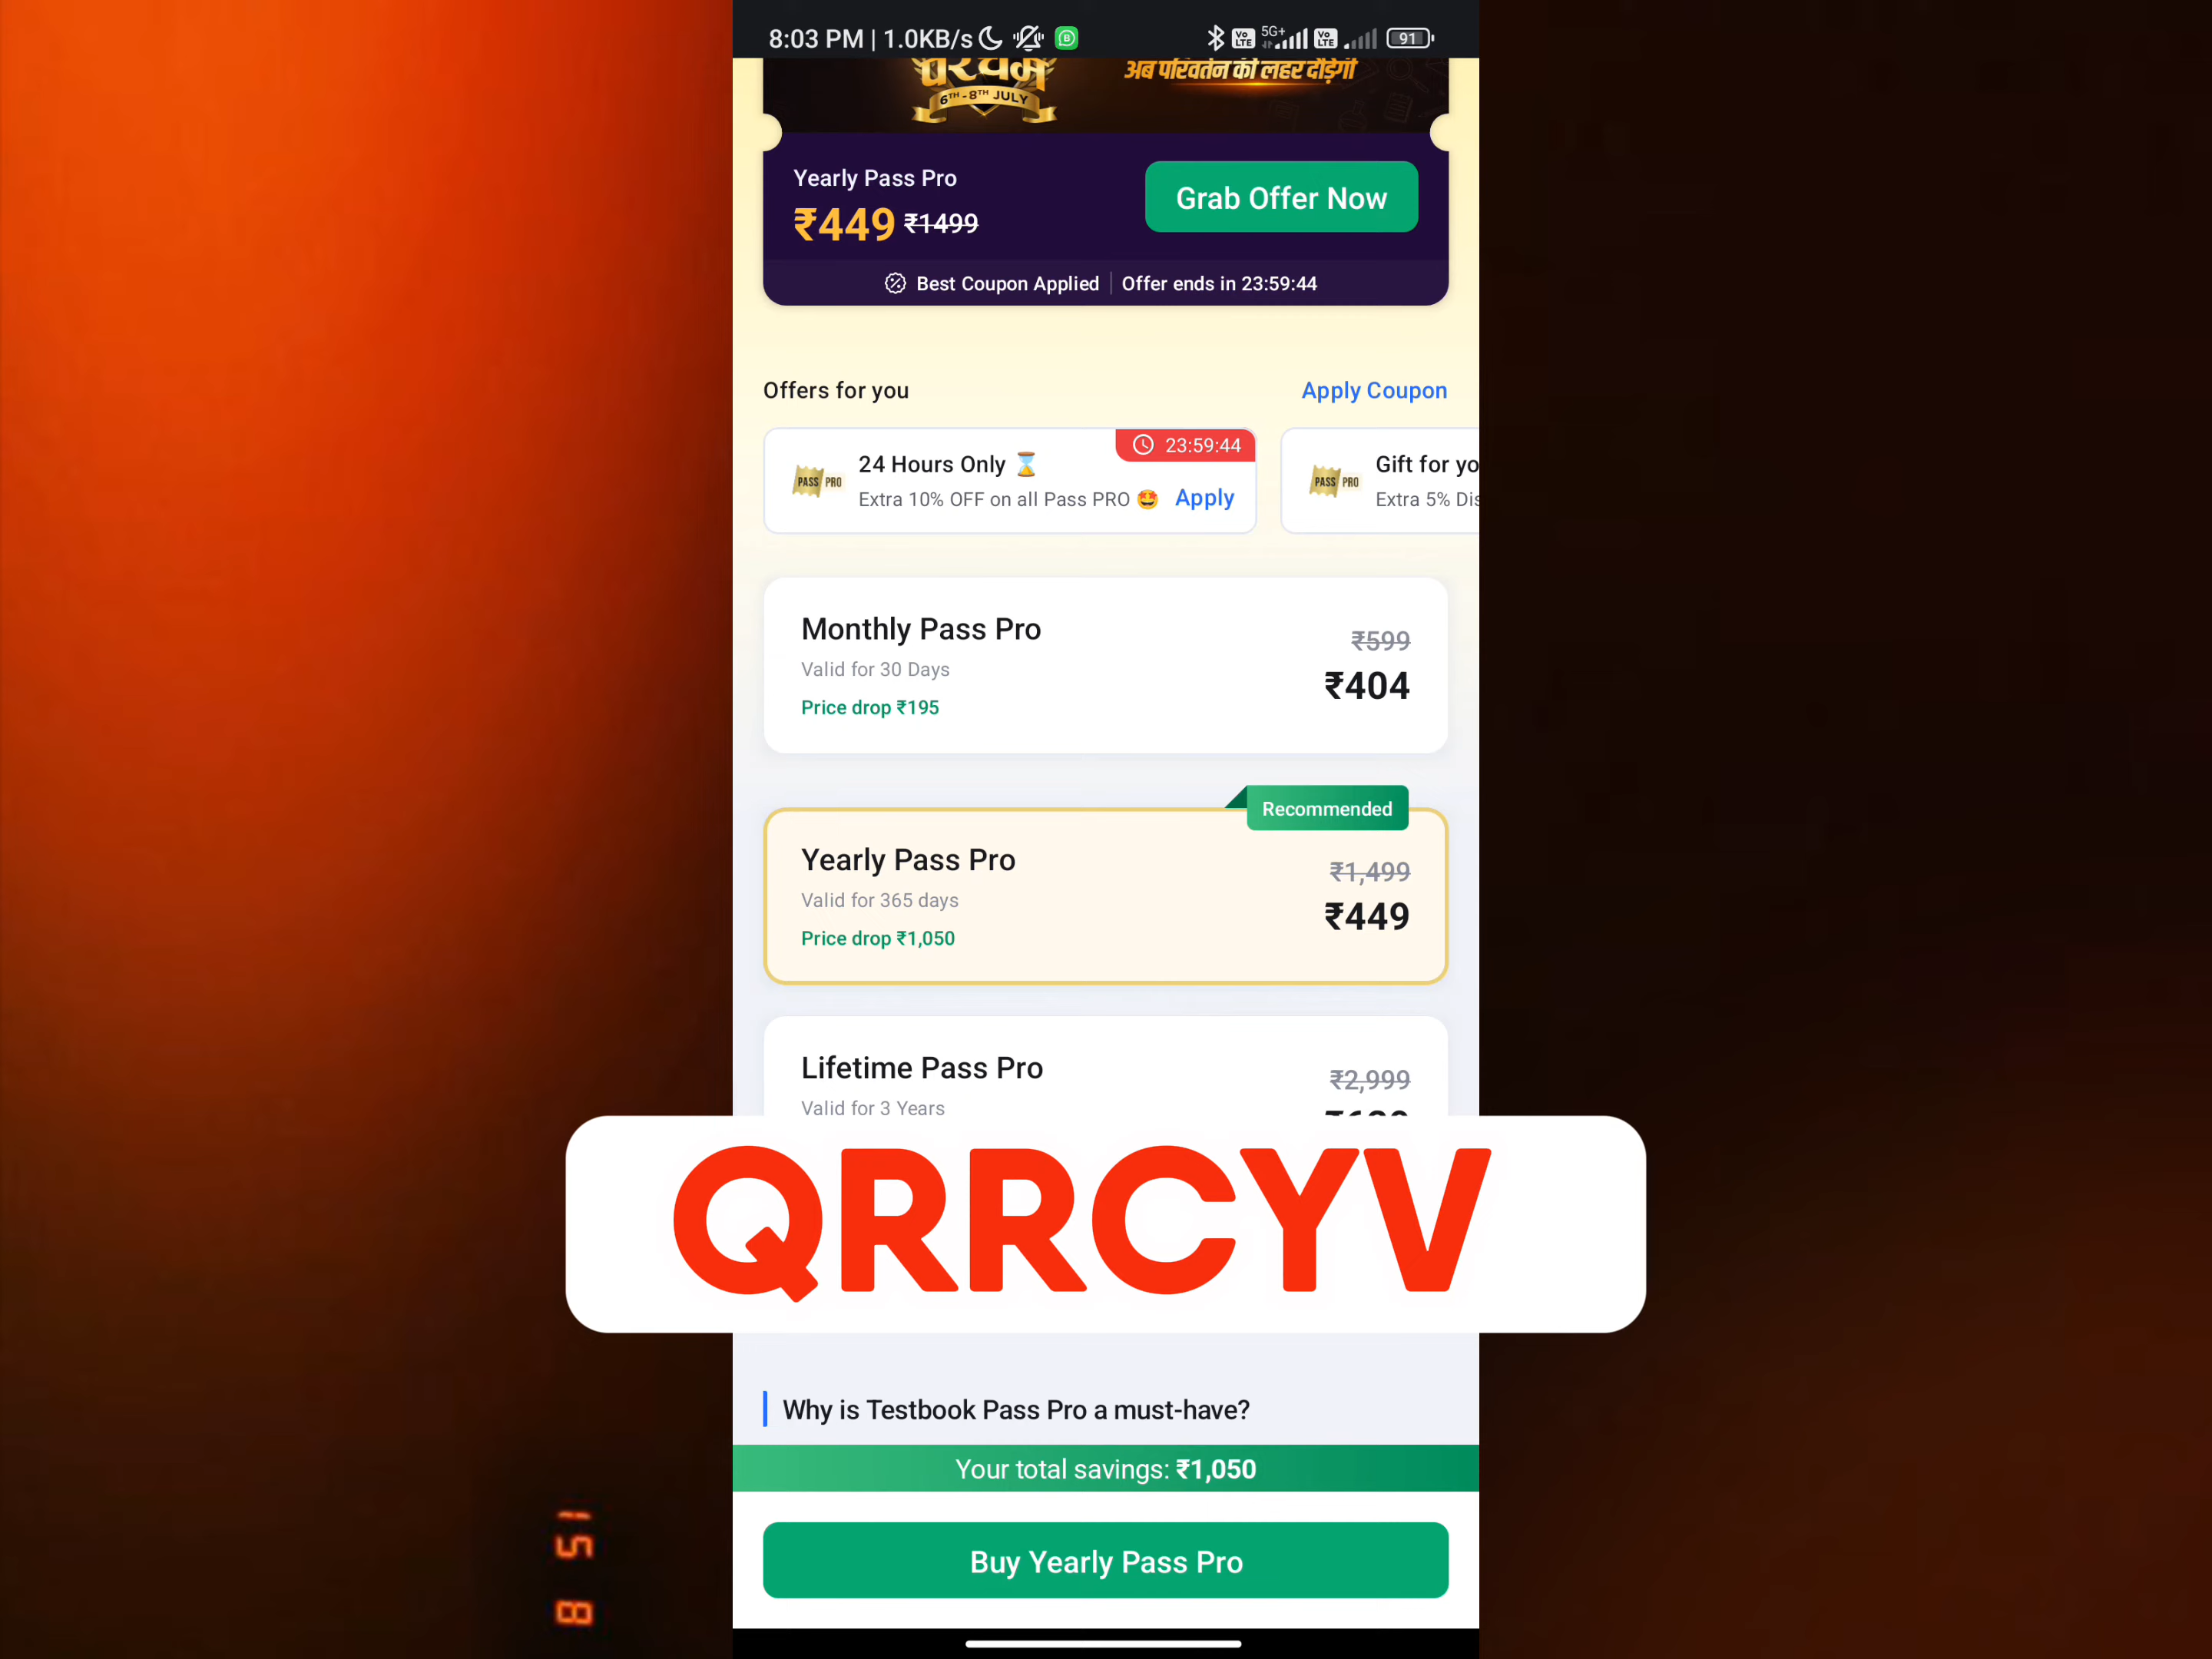 8:03 PM | 1.0KB/s
5G+
Vo LTE
Vo LTE
91
6TH - 8TH JULY
अब परिवर्तन की लहर दौड़ेगी
Yearly Pass Pro
₹449 ₹1499
Grab Offer Now
Best Coupon Applied | Offer ends in 23:59:44
Offers for you
Apply Coupon
23:59:44
PASS PRO
24 Hours Only ⌛
Extra 10% OFF on all Pass PRO 🤩
Apply
PASS PRO
Gift for yo
Extra 5% Dis
Monthly Pass Pro
₹599
Valid for 30 Days
₹404
Price drop ₹195
Recommended
Yearly Pass Pro
₹1,499
Valid for 365 days
₹449
Price drop ₹1,050
Lifetime Pass Pro
₹2,999
Valid for 3 Years
QRRCYV
Why is Testbook Pass Pro a must-have?
Your total savings: ₹1,050
Buy Yearly Pass Pro